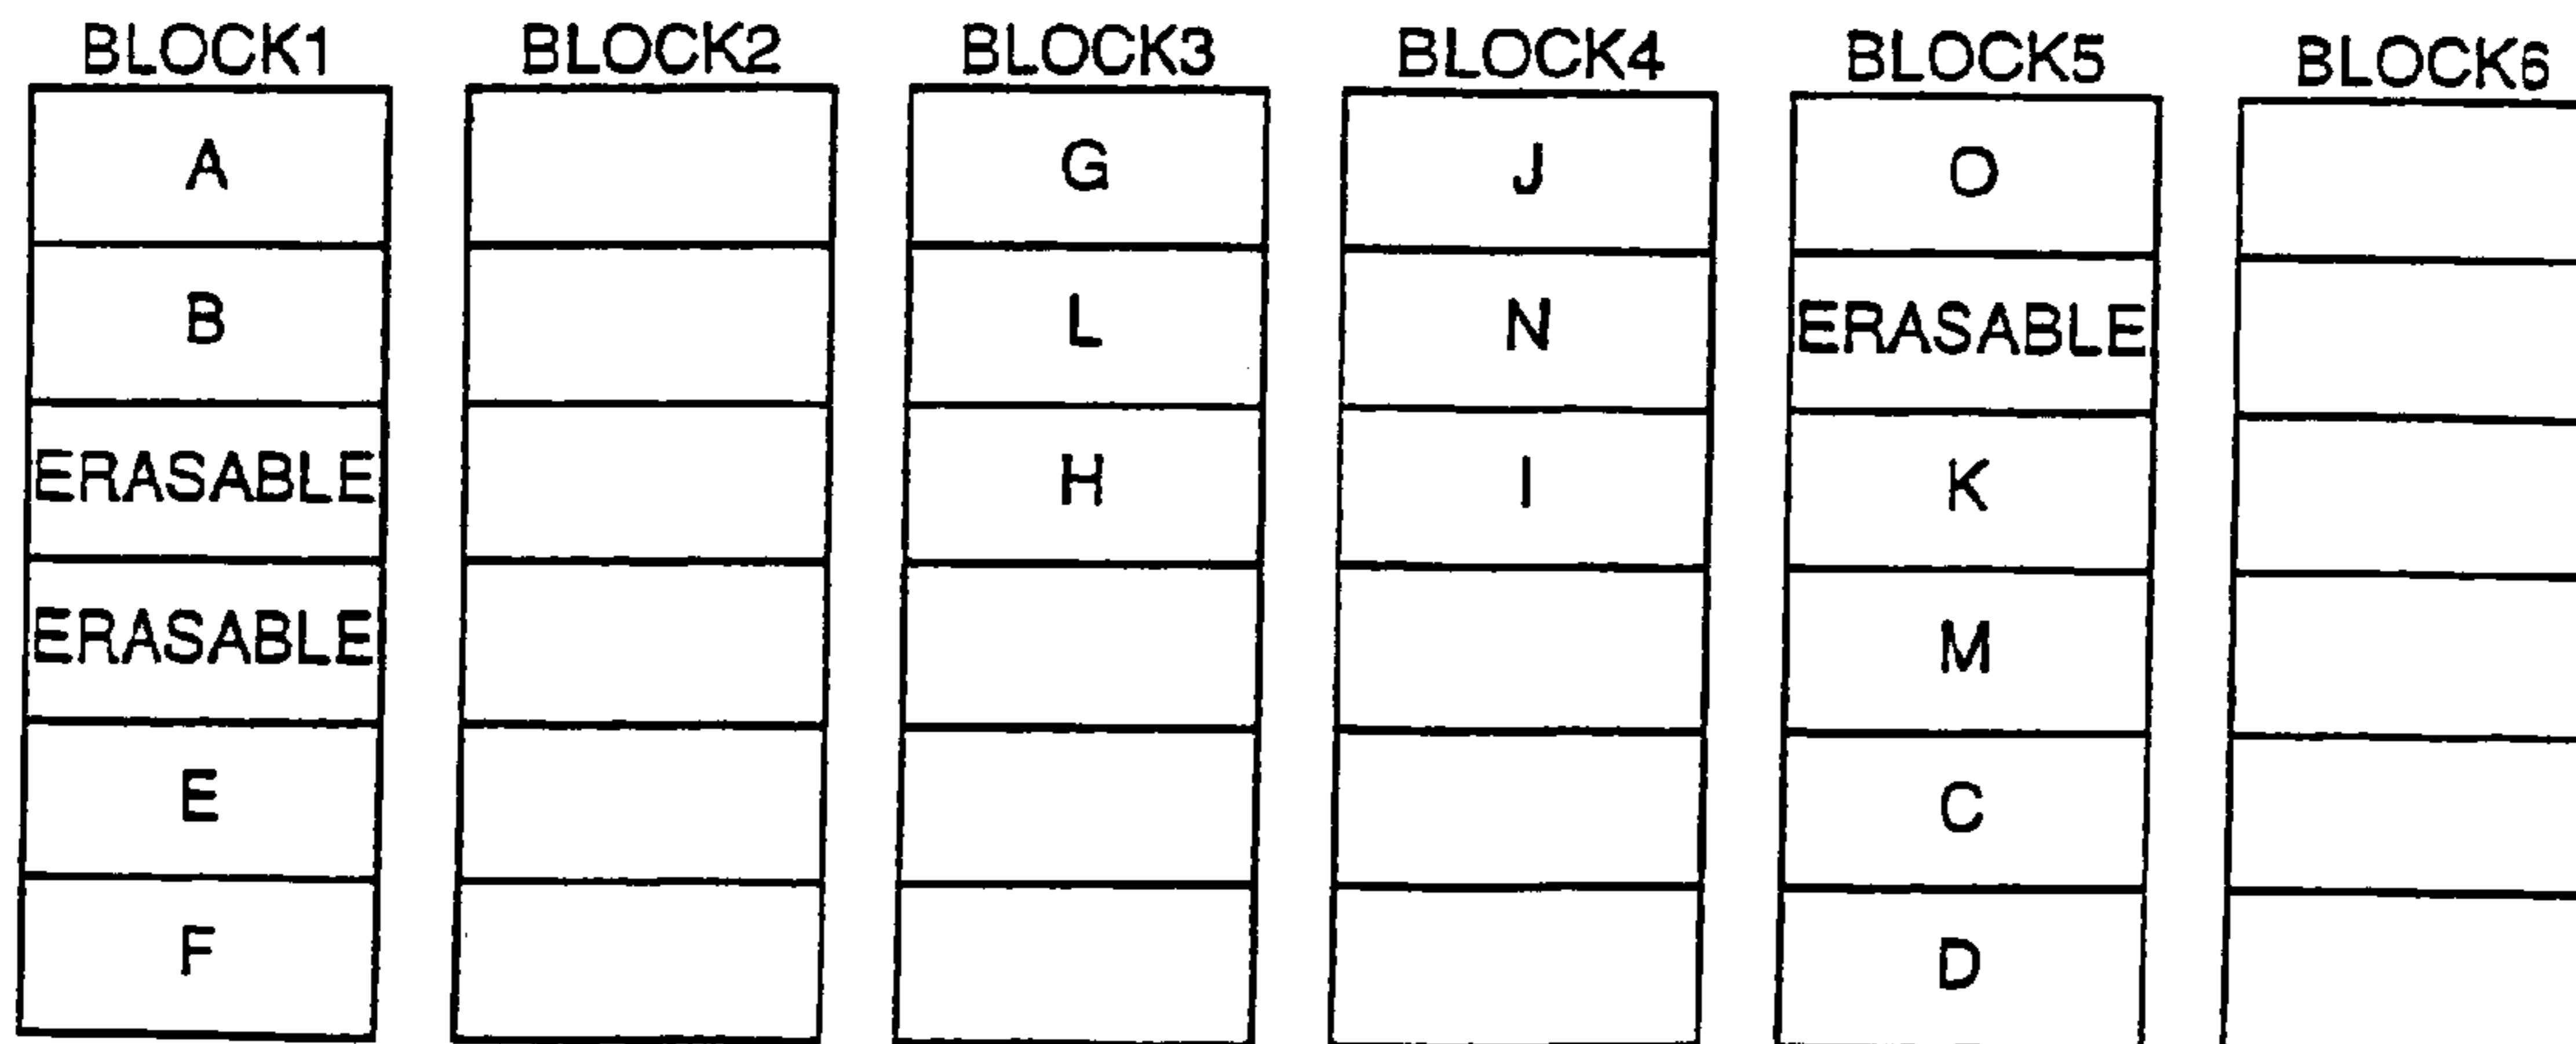 BLOCK1 BLOCK2 BLOCK3 BLOCK4 BLOCK5 BLOCK6
A G J O
B L N ERASABLE
ERASABLE H I K
ERASABLE M
E C
F D